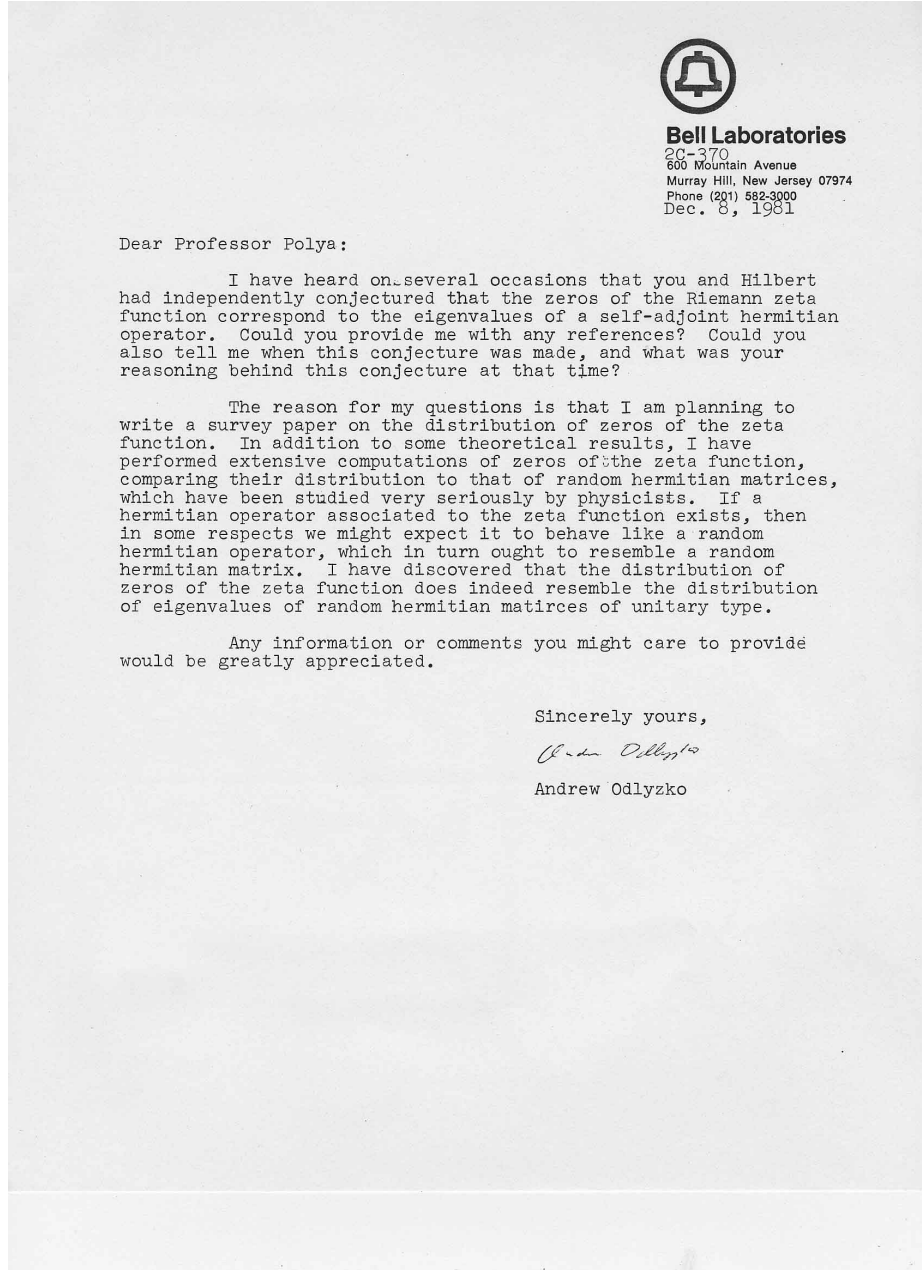 Bell Laboratories
2C-370
600 Mountain Avenue
Murray Hill, New Jersey 07974
Phone (201) 582-3000
Dec. 8, 1981
Dear Professor Polya:
I have heard on several occasions that you and Hilbert
had independently conjectured that the zeros of the Riemann zeta
function correspond to the eigenvalues of a self-adjoint hermitian
operator. Could you provide me with any references? Could you
also tell me when this conjecture was made, and what was your
reasoning behind this conjecture at that time?
The reason for my questions is that I am planning to
write a survey paper on the distribution of zeros of the zeta
function. In addition to some theoretical results, I have
performed extensive computations of zeros of the zeta function,
comparing their distribution to that of random hermitian matrices,
which have been studied very seriously by physicists. If a
hermitian operator associated to the zeta function exists, then
in some respects we might expect it to behave like a random
hermitian operator, which in turn ought to resemble a random
hermitian matrix. I have discovered that the distribution of
zeros of the zeta function does indeed resemble the distribution
of eigenvalues of random hermitian matirces of unitary type.
Any information or comments you might care to provide
would be greatly appreciated.
Sincerely yours,
Andrew Odlyzko
Andrew Odlyzko